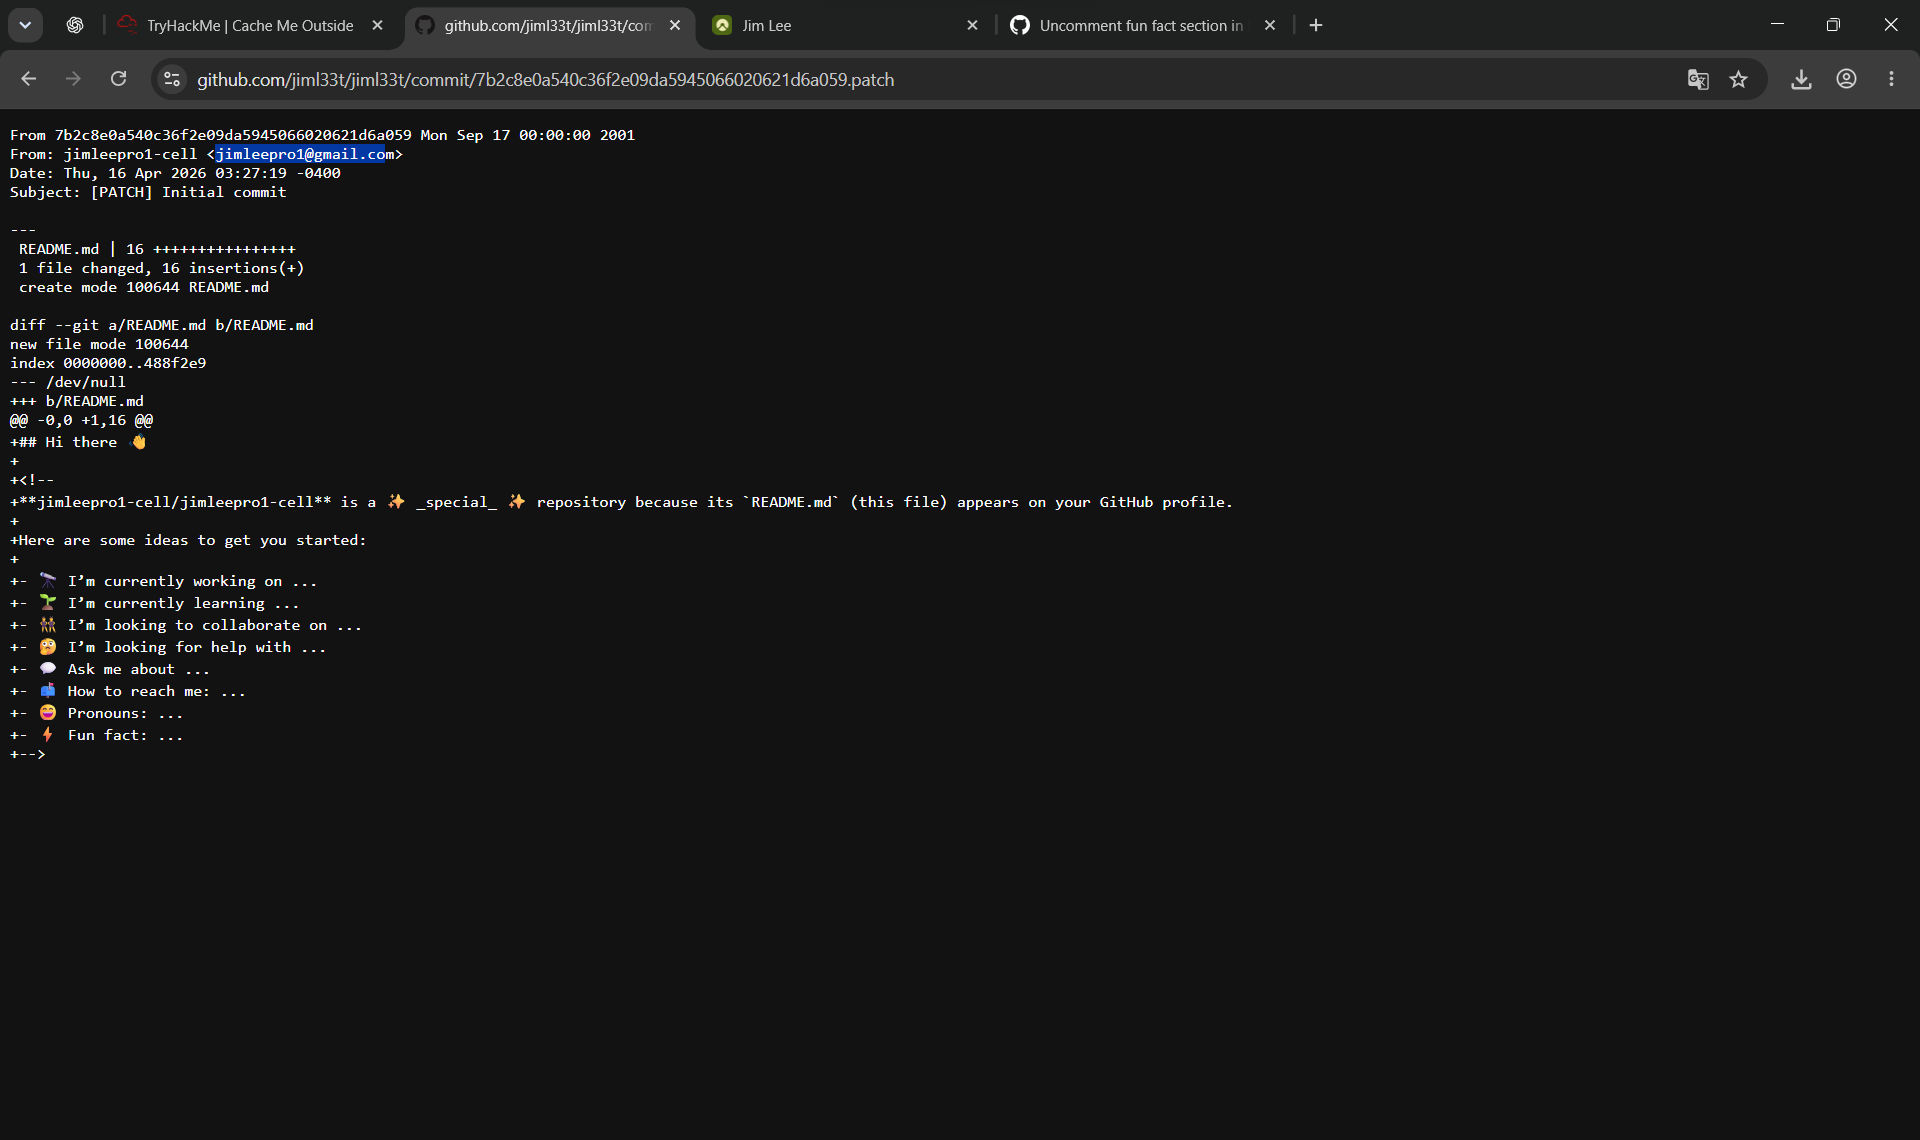 TryHackMe | Cache Me Outside
github.com/jiml33t/jiml33t/com
Jim Lee
Uncomment fun fact section in
github.com/jiml33t/jiml33t/commit/7b2c8e0a540c36f2e09da5945066020621d6a059.patch
From 7b2c8e0a540c36f2e09da5945066020621d6a059 Mon Sep 17 00:00:00 2001
From: jimleepro1-cell <jimleepro1@gmail.com>
Date: Thu, 16 Apr 2026 03:27:19 -0400
Subject: [PATCH] Initial commit
---
 README.md | 16 ++++++++++++++++
 1 file changed, 16 insertions(+)
 create mode 100644 README.md
diff --git a/README.md b/README.md
new file mode 100644
index 0000000..488f2e9
--- /dev/null
+++ b/README.md
@@ -0,0 +1,16 @@
+## Hi there 👋
+
+<!--
+**jimleepro1-cell/jimleepro1-cell** is a ✨ _special_ ✨ repository because its `README.md` (this file) appears on your GitHub profile.
+
+Here are some ideas to get you started:
+
+- 🔭 I’m currently working on ...
+- 🌱 I’m currently learning ...
+- 👯 I’m looking to collaborate on ...
+- 🤔 I’m looking for help with ...
+- 💬 Ask me about ...
+- 📫 How to reach me: ...
+- 😄 Pronouns: ...
+- ⚡ Fun fact: ...
+-->